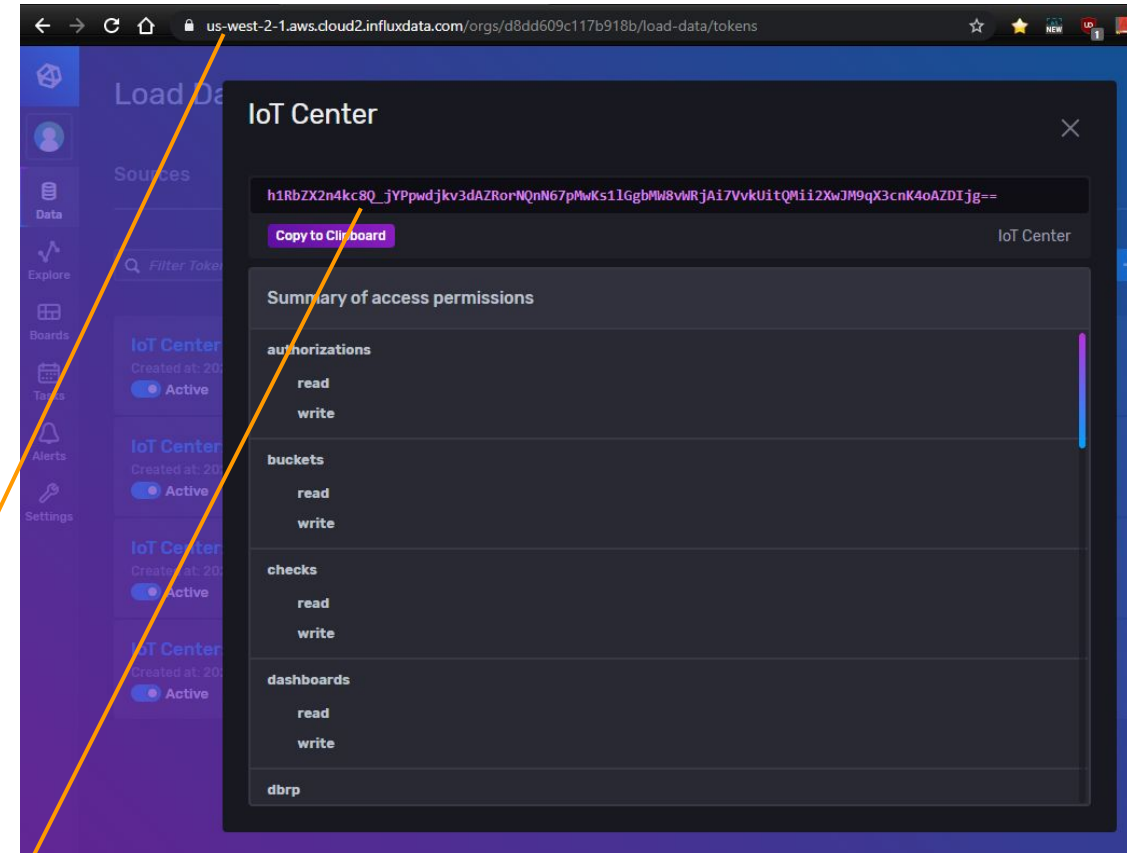 us-west-2-1.aws.cloud2.influxdata.com/orgs/d8dd609c117b918b/load-data/tokens
NEW
1
Load Da
IoT Center
Sources
h1RbZX2n4kc8Q_jYPpwdjkv3dAZRorNQnN67pMwKs1lGgbMW8vWRjAi7VvkUitQMii2XwJM9qX3cnK4oAZDIjg==
Data
Copy to Clipboard
IoT Center
Filter Token
Explore
Summary of access permissions
Boards
IoT Center
authorizations
Created at: 20
read
Active
Tasks
write
Alerts
IoT Center
buckets
Created at: 20
read
Active
Settings
write
IoT Center
checks
Created at: 20
Active
read
write
IoT Center
Created at: 20
dashboards
Active
read
write
dbrp